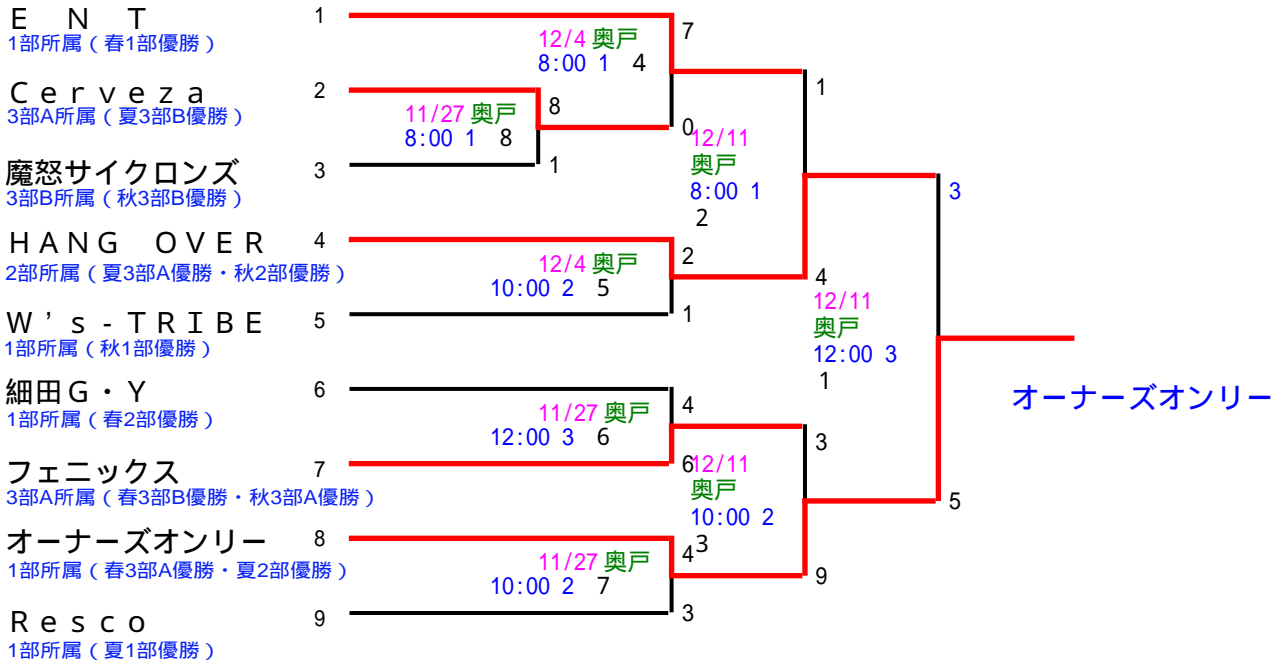 Ｅ　Ｎ　Ｔ 1
1部所属（春1部優勝）
7
12/4 奥戸
8:00 1 4
Ｃｅｒｖｅｚａ 2
3部A所属（夏3部B優勝）
8
11/27 奥戸
8:00 1 8
1
0
魔怒サイクロンズ 3
3部B所属（秋3部B優勝）
1
12/11
奥戸
8:00 1
2
3
ＨＡＮＧ　ＯＶＥＲ 4
2部所属（夏3部A優勝・秋2部優勝）
2
12/4 奥戸
10:00 2 5
4
Ｗ’ｓ‐ＴＲＩＢＥ 5
1部所属（秋1部優勝）
1
12/11
奥戸
12:00 3
1
細田Ｇ・Ｙ 6
1部所属（春2部優勝）
4
11/27 奥戸
12:00 3 6
オーナーズオンリー
3
フェニックス 7
3部A所属（春3部B優勝・秋3部A優勝）
6
12/11
奥戸
10:00 2
3
5
オーナーズオンリー 8
1部所属（春3部A優勝・夏2部優勝）
4
11/27 奥戸
10:00 2 7
9
Ｒｅｓｃｏ 9
1部所属（夏1部優勝）
3